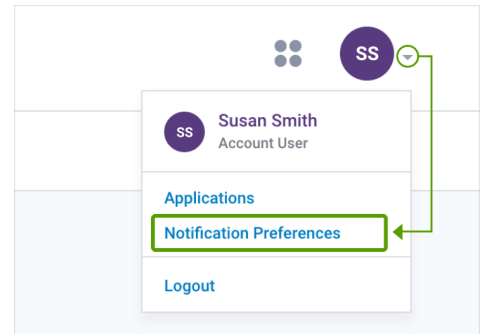 SS
SS
Susan Smith
Account User
Applications
Notification Preferences
Logout